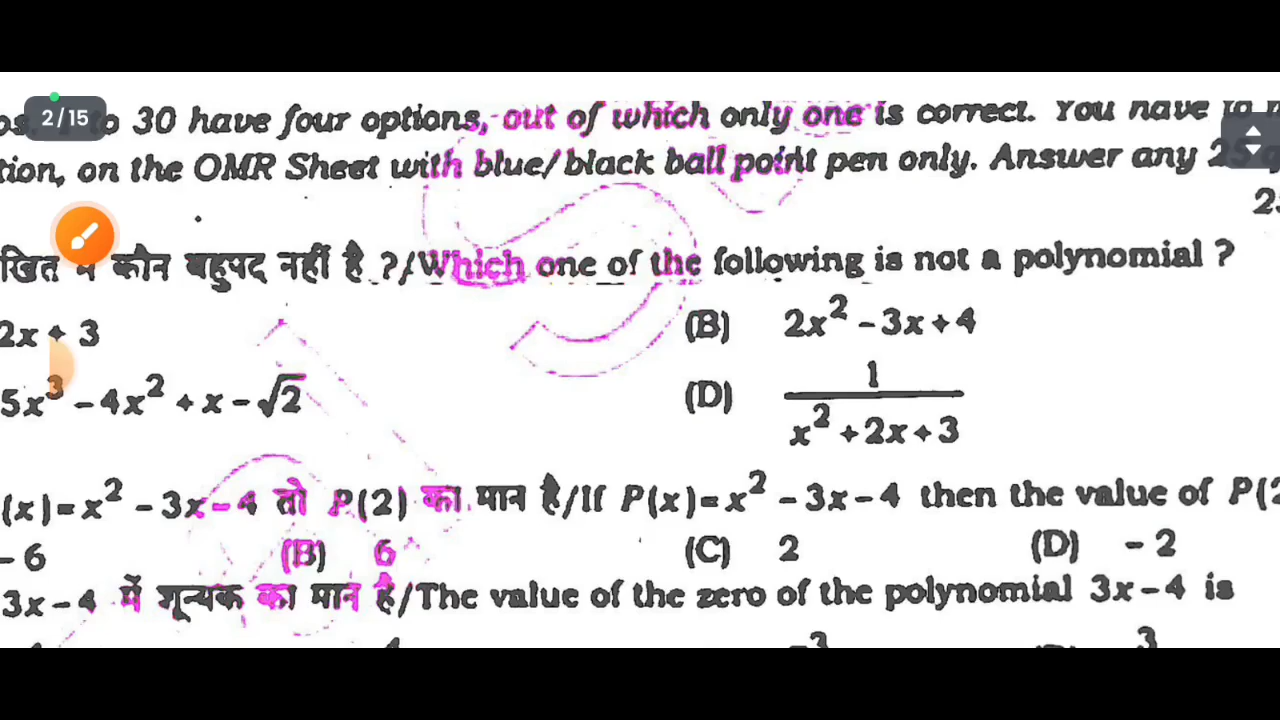 2/15
to 30 have four options, out of which only one is correct. You have to
tion, on the OMR Sheet with blue/black ball point pen only. Answer any 25
खित में कौन बहुपद नहीं है ?/Which one of the following is not a polynomial ?
2x + 3 (B) 2x² - 3x + 4
5x³ - 4x² + x - √2 (D) 1/(x² + 2x + 3)
(x) = x² - 3x - 4 तो P(2) का मान है/If P(x) = x² - 3x - 4 then the value of P(2
- 6 (B) 6 (C) 2 (D) - 2
3x - 4 में शून्यक का मान है/The value of the zero of the polynomial 3x - 4 is